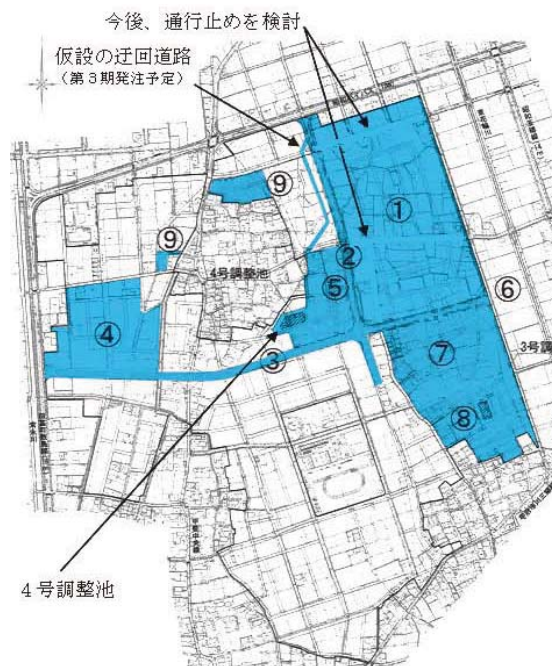 今後、通行止めを検討
仮設の迂回道路
（第3期発注予定）
⑨
①
⑨
4号調整池
②
⑤
⑥
④
3号調
③
⑦
⑧
4号調整池